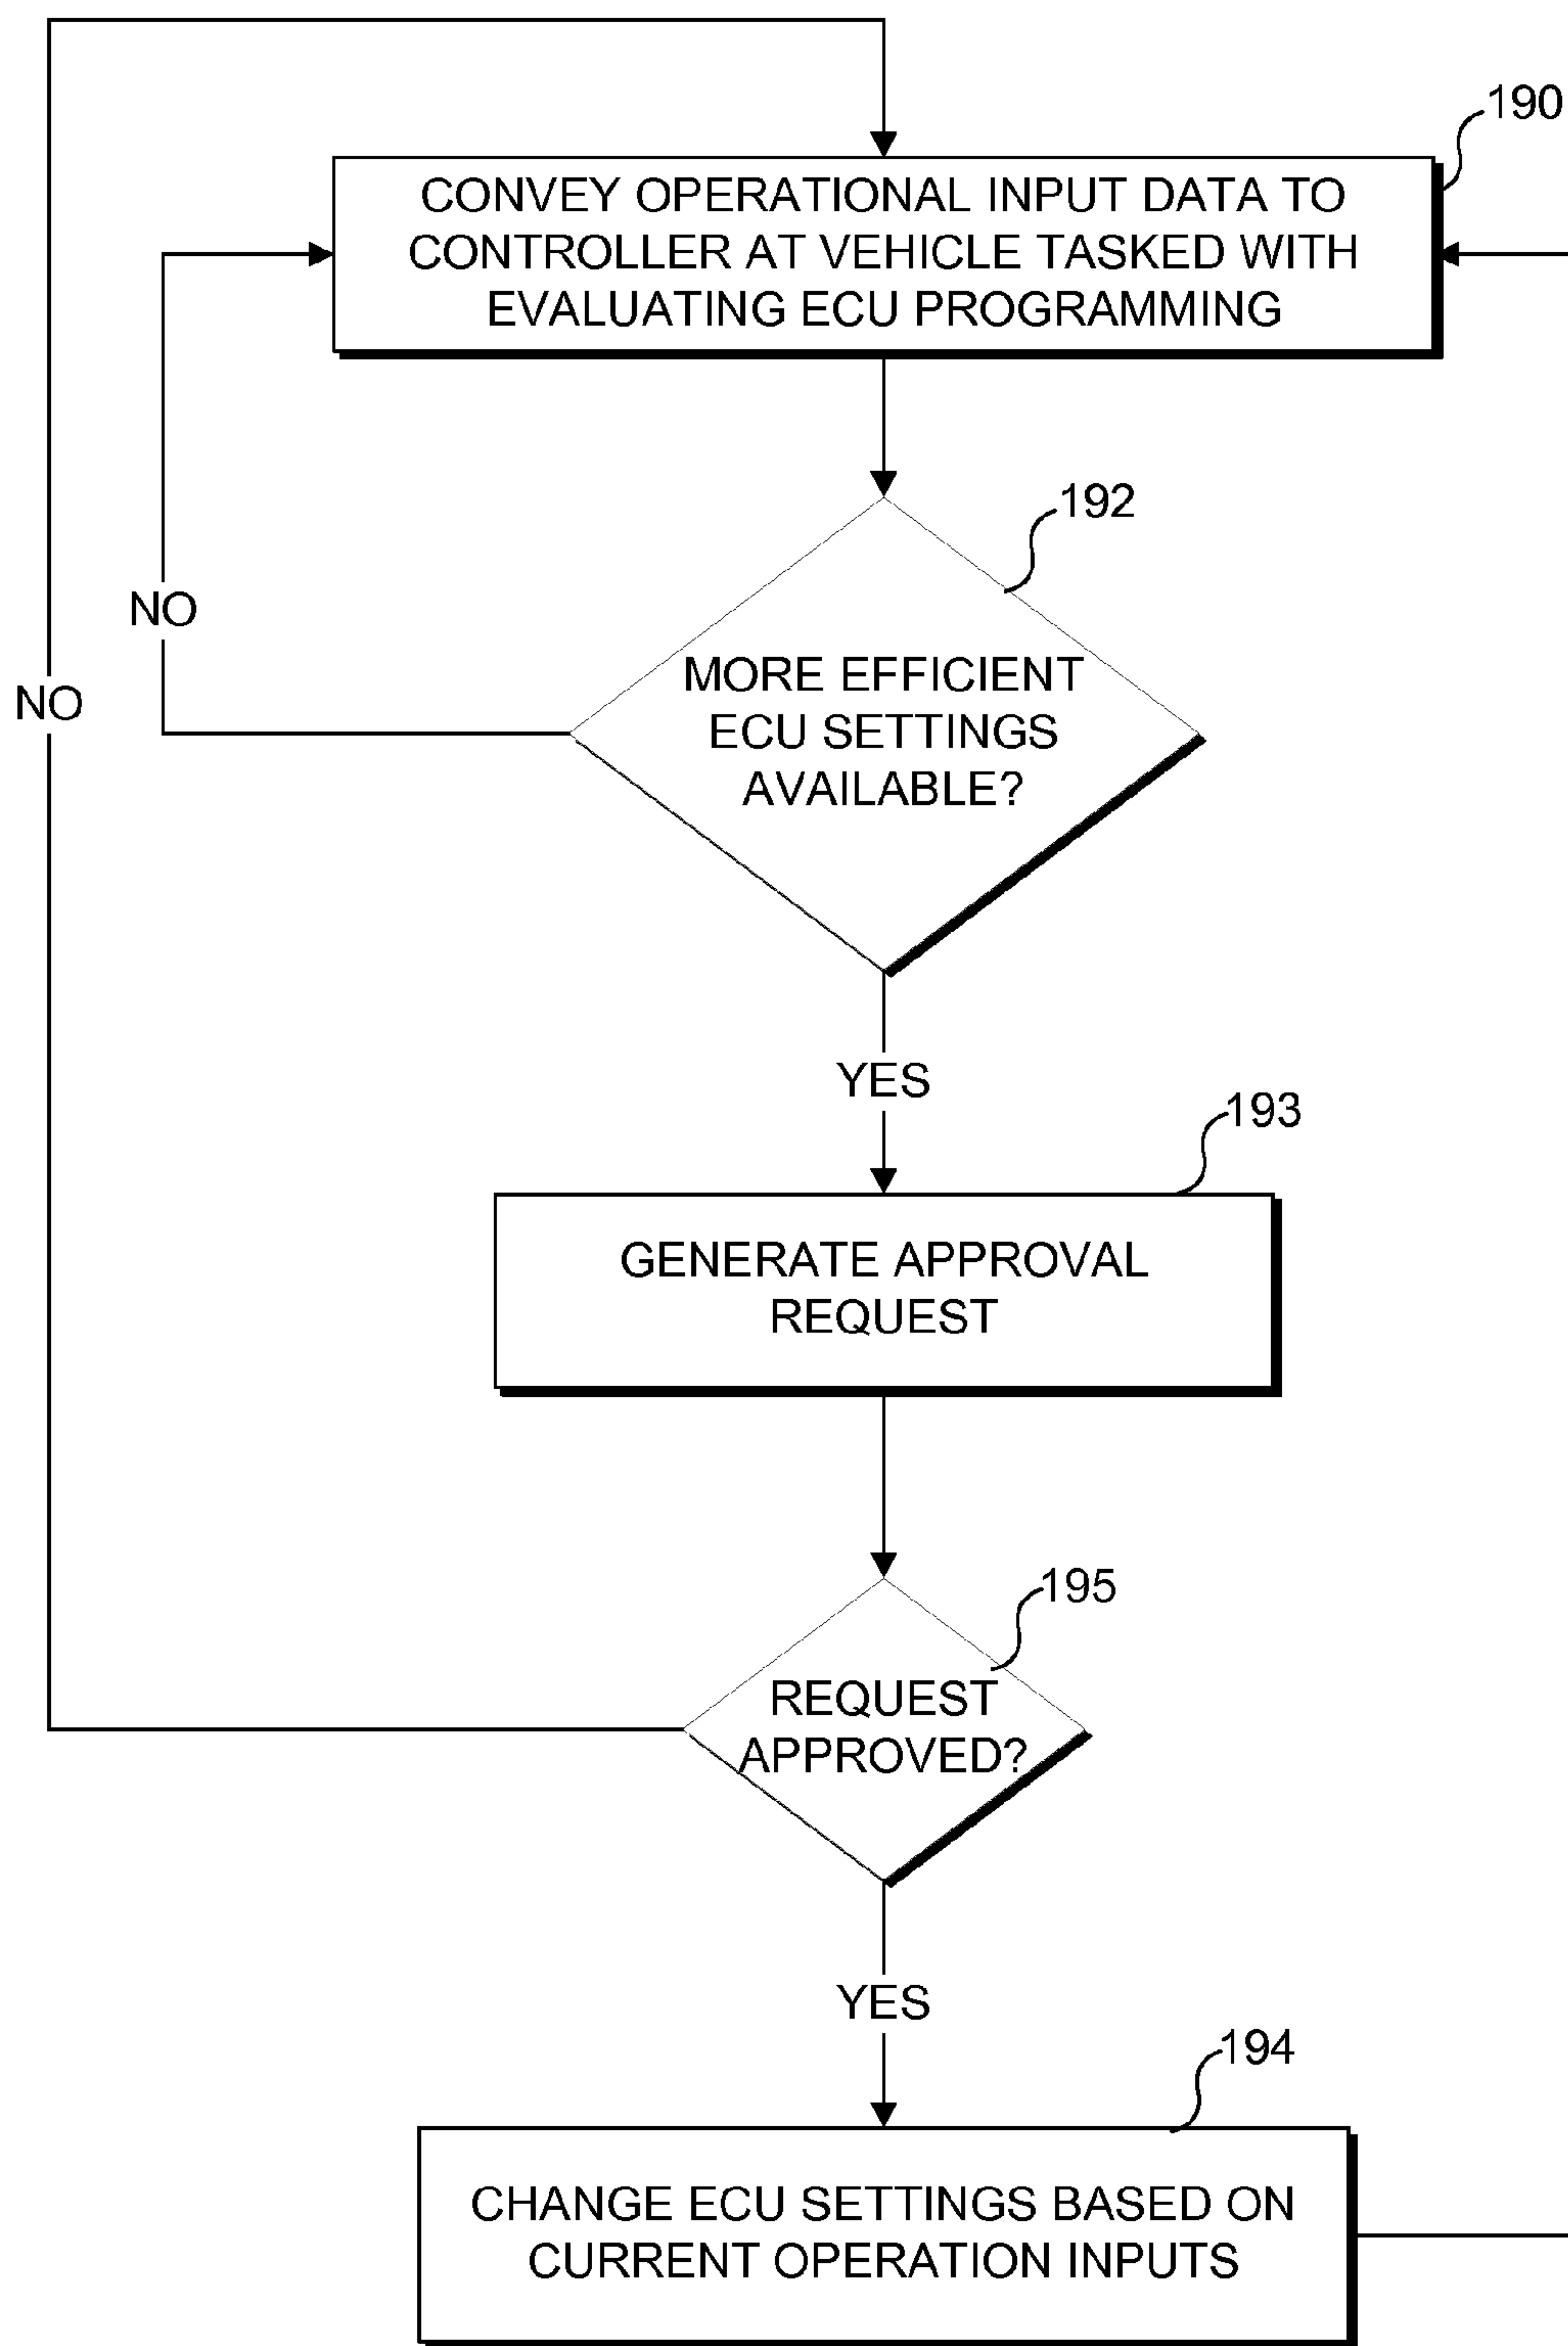 190
CONVEY OPERATIONAL INPUT DATA TO
CONTROLLER AT VEHICLE TASKED WITH
EVALUATING ECU PROGRAMMING
192
NO
MORE EFFICIENT
ECU SETTINGS
AVAILABLE?
NO
YES
193
GENERATE APPROVAL
REQUEST
195
REQUEST
APPROVED?
YES
194
CHANGE ECU SETTINGS BASED ON
CURRENT OPERATION INPUTS